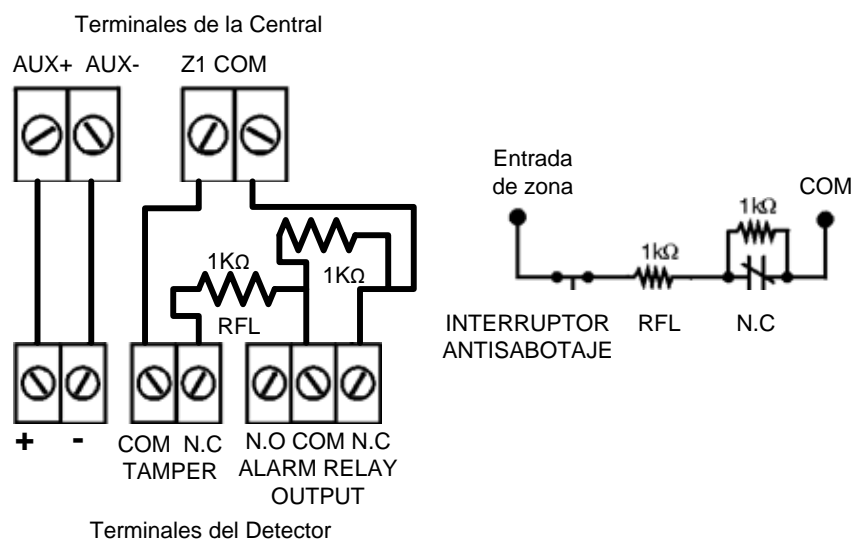 Terminales de la Central
AUX+ AUX- Z1 COM
1KΩ
1KΩ
RFL
+ -
COM N.C
TAMPER
N.O COM N.C
ALARM RELAY
OUTPUT
Terminales del Detector
Entrada
de zona
COM
1kΩ
1kΩ
INTERRUPTOR
ANTISABOTAJE
RFL
N.C